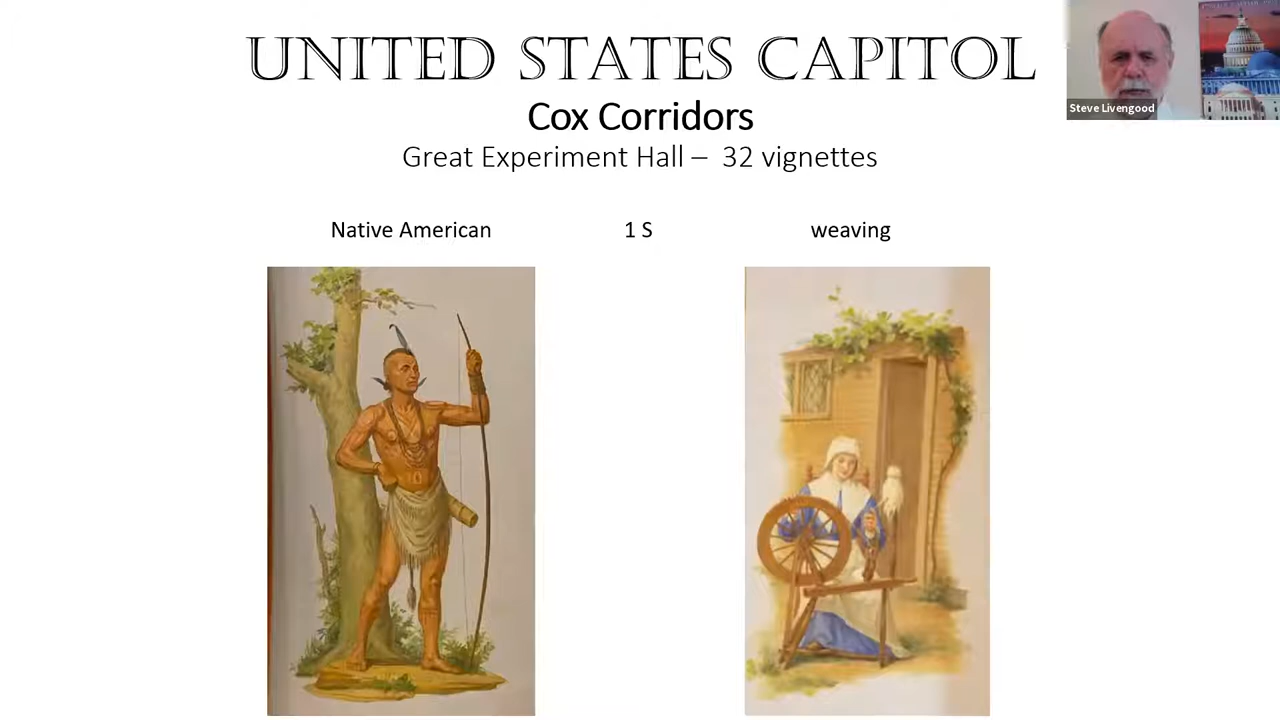 UNITED STATES CAPITOL
Cox Corridors
Great Experiment Hall – 32 vignettes
Steve Livengood
Native American 1 S weaving